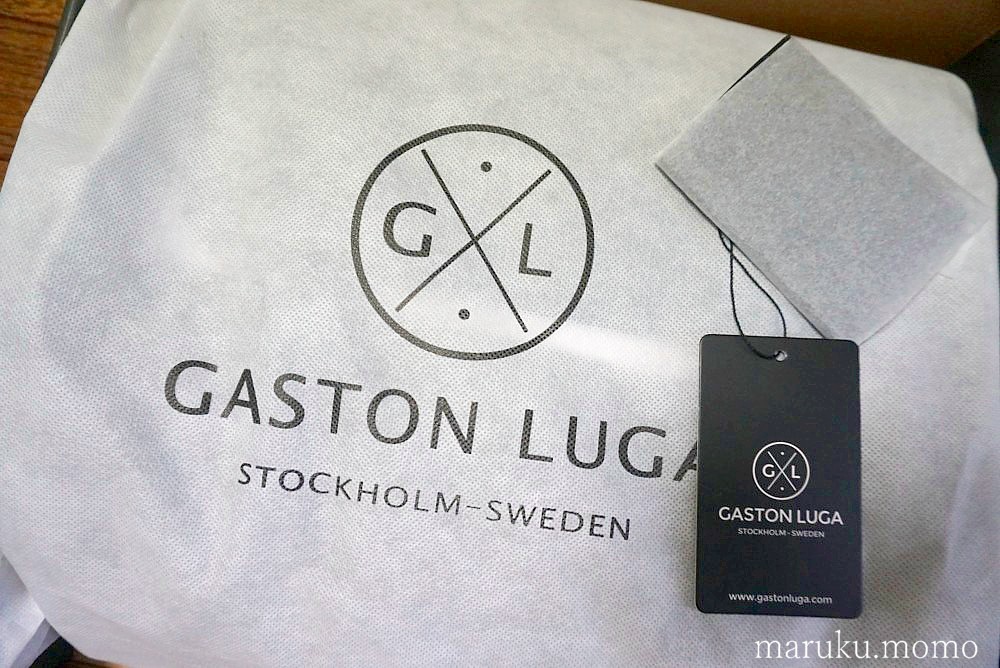 G L
GASTON LUGA
STOCKHOLM-SWEDEN
G L
GASTON LUGA
STOCKHOLM-SWEDEN
www.gastonluga.com
maruku.momo